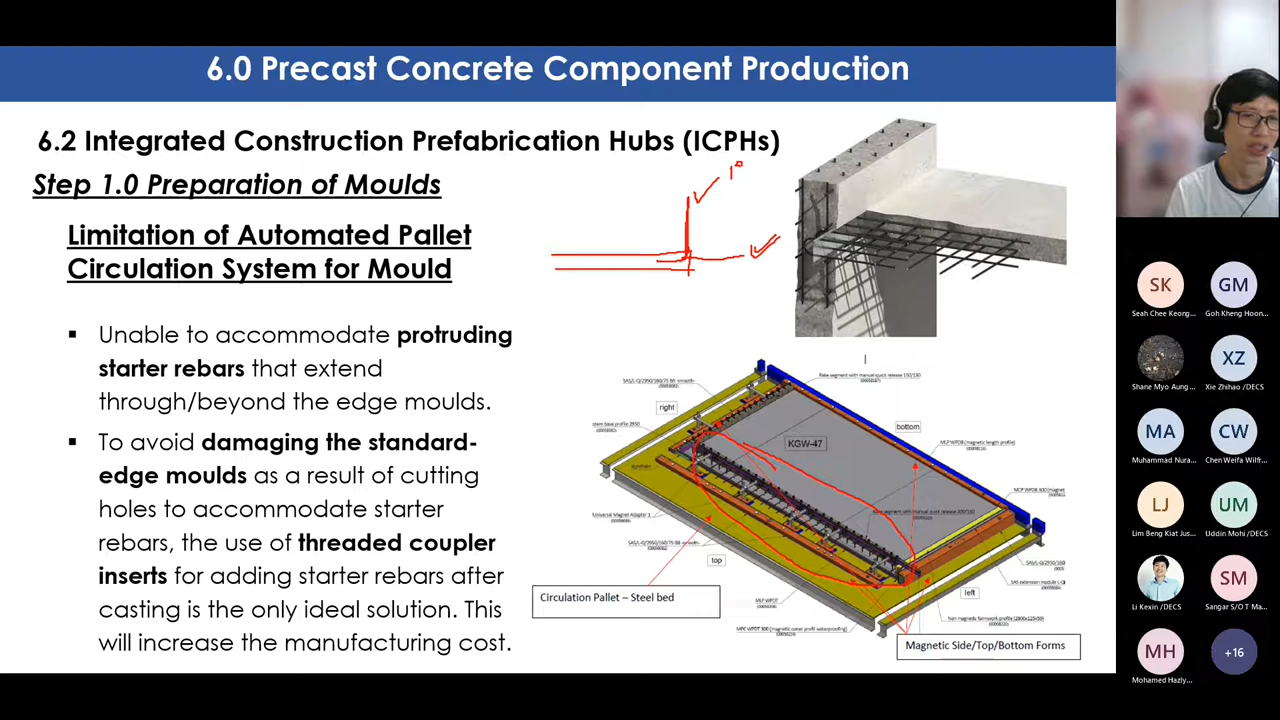 6.0 Precast Concrete Component Production
6.2 Integrated Construction Prefabrication Hubs (ICPHs)
Step 1.0 Preparation of Moulds
Limitation of Automated Pallet
Circulation System for Mould
▪ Unable to accommodate protruding
starter rebars that extend
through/beyond the edge moulds.
▪ To avoid damaging the standard-
edge moulds as a result of cutting
holes to accommodate starter
rebars, the use of threaded coupler
inserts for adding starter rebars after
casting is the only ideal solution. This
will increase the manufacturing cost.
right
bottom
KGW-47
top
left
Circulation Pallet – Steel bed
Magnetic Side/Top/Bottom Forms
SK
Seah Chee Keong...
GM
Goh Kheng Hoon...
Shane Myo Aung ...
XZ
Xie Zhihao /DECS
MA
Muhammad Nura...
CW
Chen Weifa Wilfr...
LJ
Lim Beng Kiat Jus...
UM
Uddin Mohi /DECS
Li Kexin /DECS
SM
Sangar S/O T Ma...
MH
Mohamed Hazly...
+16